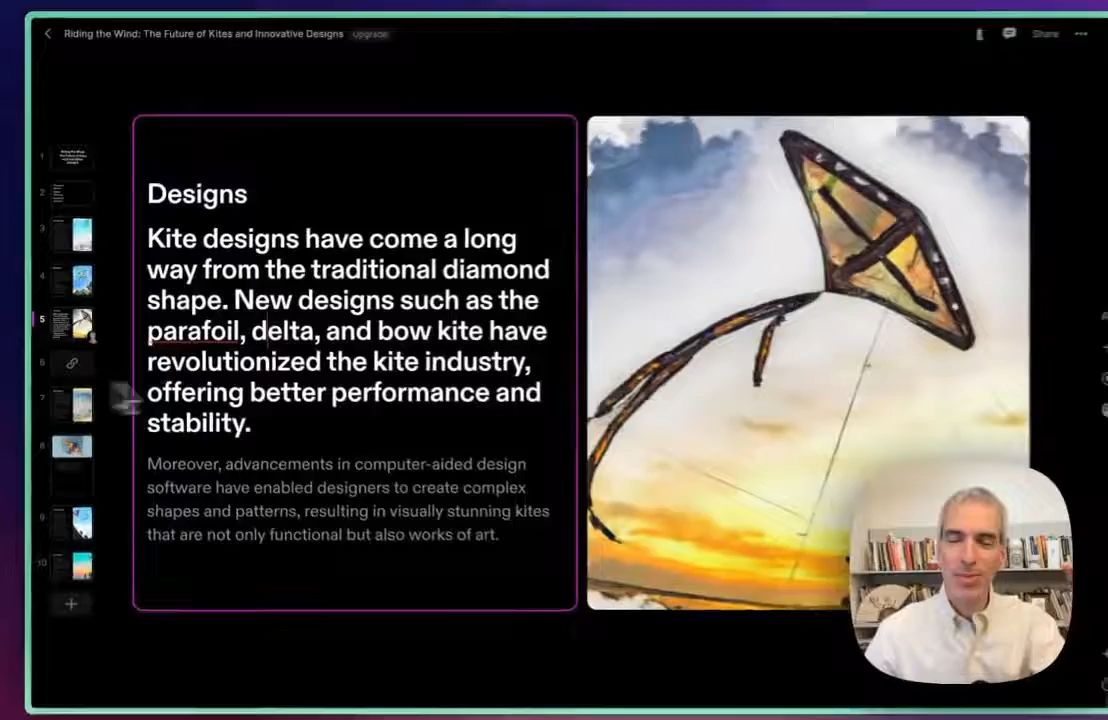 Riding the Wind: The Future of Kites and Innovative Designs Upgrade
Share
1
2
3
4
5
6
7
8
9
10
Designs
Kite designs have come a long
way from the traditional diamond
shape. New designs such as the
parafoil, delta, and bow kite have
revolutionized the kite industry,
offering better performance and
stability.
Moreover, advancements in computer-aided design
software have enabled designers to create complex
shapes and patterns, resulting in visually stunning kites
that are not only functional but also works of art.